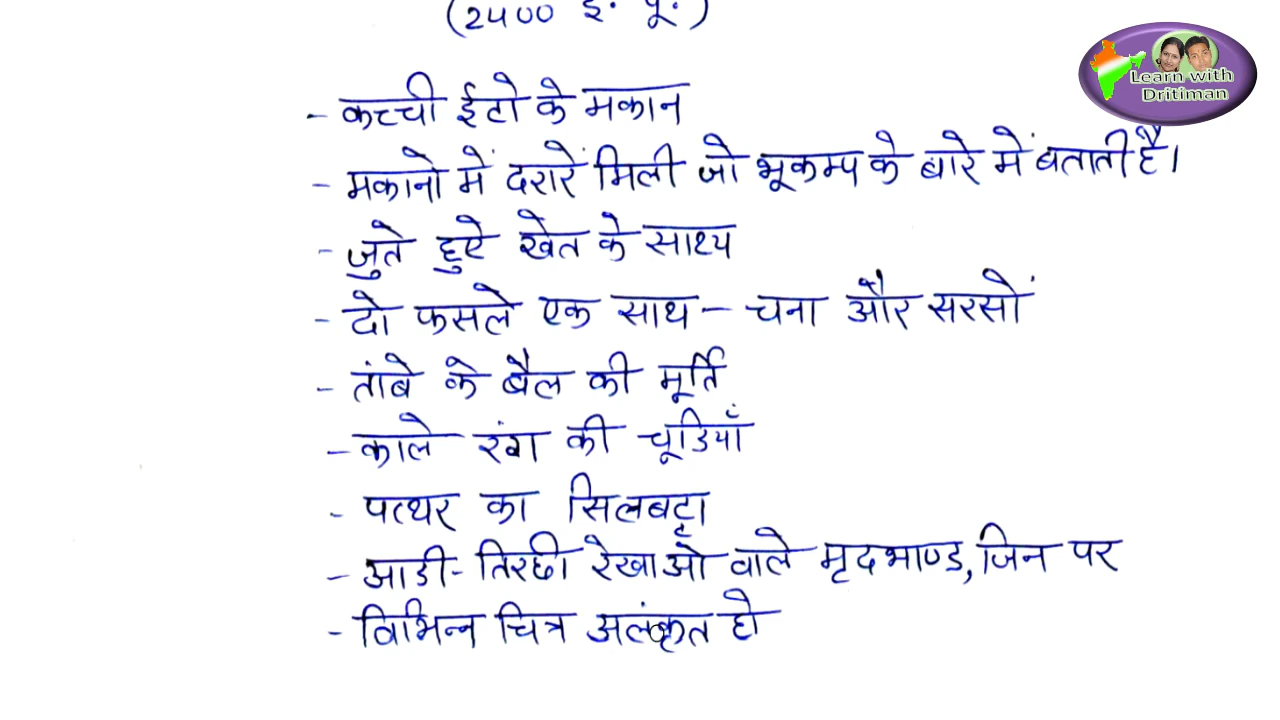 (2400 ई. पू.)
Learn with
Dritiman
- कच्ची ईटो के मकान
- मकानो में दरारें मिली जो भूकम्प के बारे में बताती है।
- जुते हुऐ खेत के साक्ष्य
- दो फसले एक साथ - चना और सरसों
- तांबे के बैल की मूर्ति
- काले रंग की चूडियाँ
- पत्थर का सिलबट्टा
- आडी-तिरछी रेखाओ वाले मृदभाण्ड, जिन पर
- विभिन्न चित्र अलंकृत हो